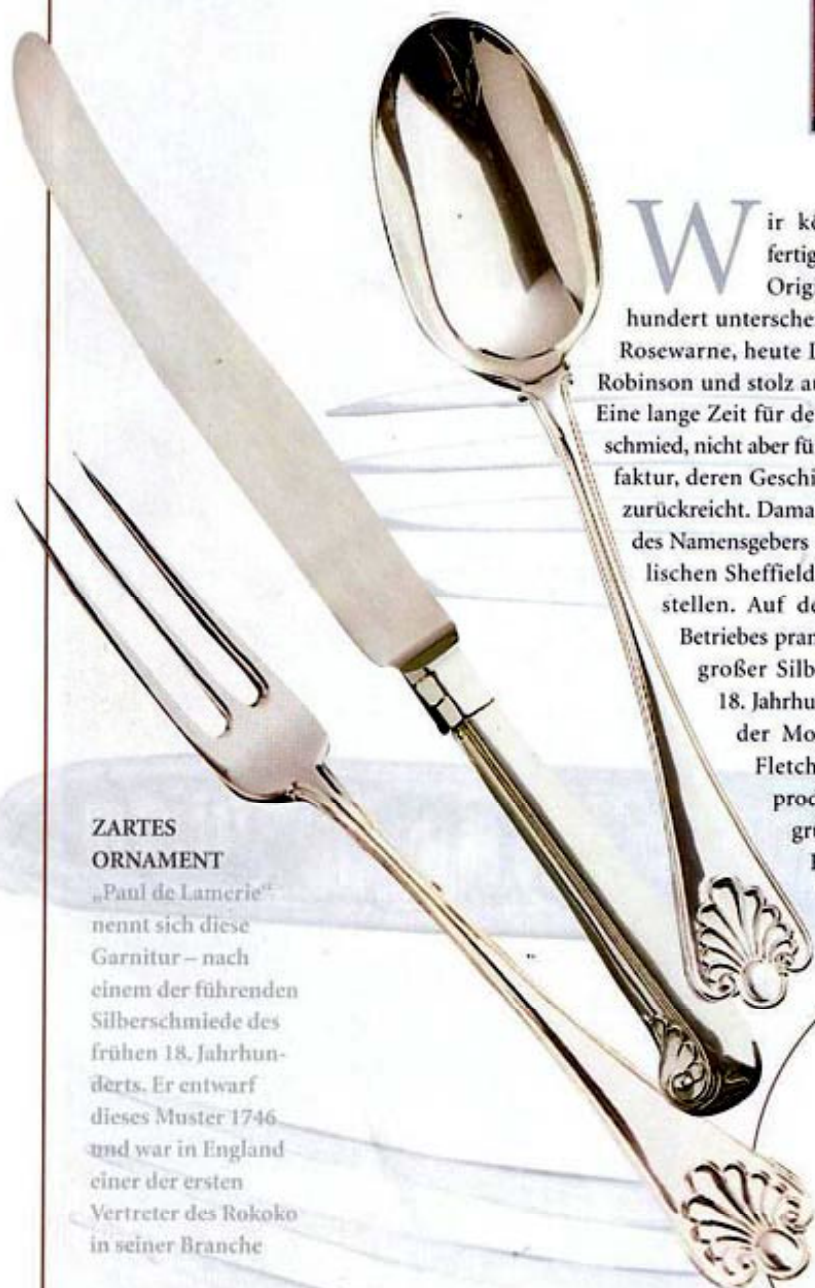 Wir kö
fertig
Orig
hundert untersche
Rosewarne, heute I
Robinson und stolz au
Eine lange Zeit für de
schmied, nicht aber fü
faktur, deren Geschi
zurückreicht. Dama
des Namensgebers
lischen Sheffield
stellen. Auf de
Betriebes pran
großer Silb
18. Jahrhu
der Mo
Fletch
prod
gr
ZARTES
ORNAMENT
„Paul de Lamerie“
nennt sich diese
Garnitur – nach
einem der führenden
Silberschmiede des
frühen 18. Jahrhun-
derts. Er entwarf
dieses Muster 1746
und war in England
einer der ersten
Vertreter des Rokoko
in seiner Branche